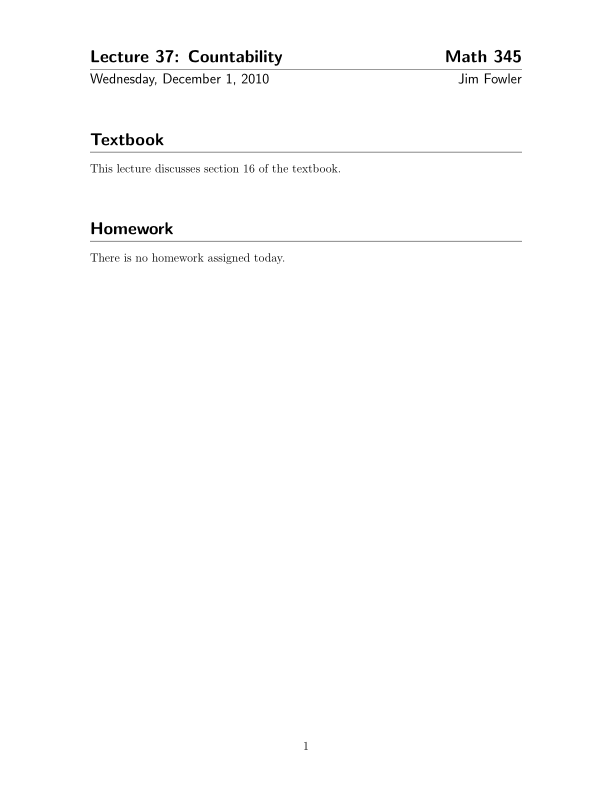 Lecture 37: Countability Math 345
Wednesday, December 1, 2010 Jim Fowler
Textbook
This lecture discusses section 16 of the textbook.
Homework
There is no homework assigned today.
1